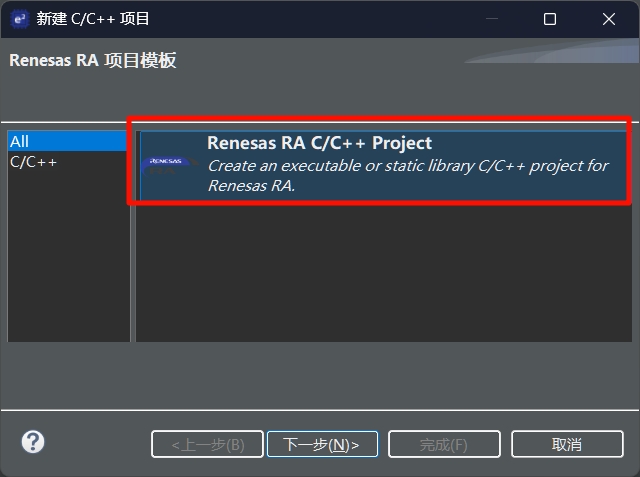 e²
新建 C/C++ 项目
Renesas RA 项目模板
All
C/C++
RENESAS
Renesas RA C/C++ Project
Create an executable or static library C/C++ project for
Renesas RA.
?
<上一步(B)
下一步(N)>
完成(F)
取消